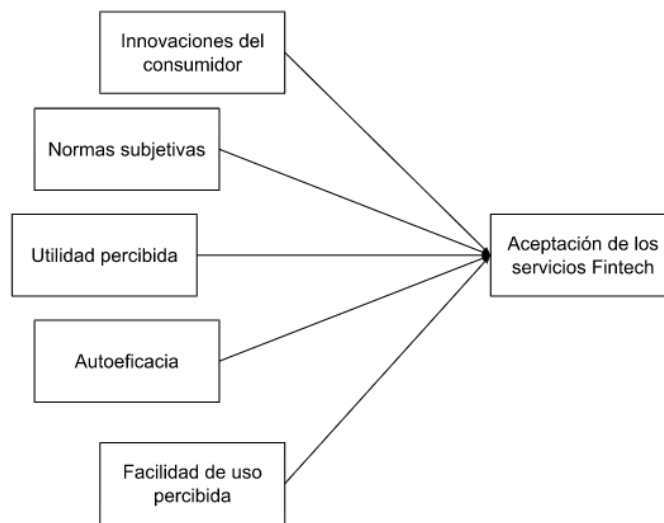 Innovaciones del
consumidor
Normas subjetivas
Utilidad percibida
Aceptación de los
servicios Fintech
Autoeficacia
Facilidad de uso
percibida